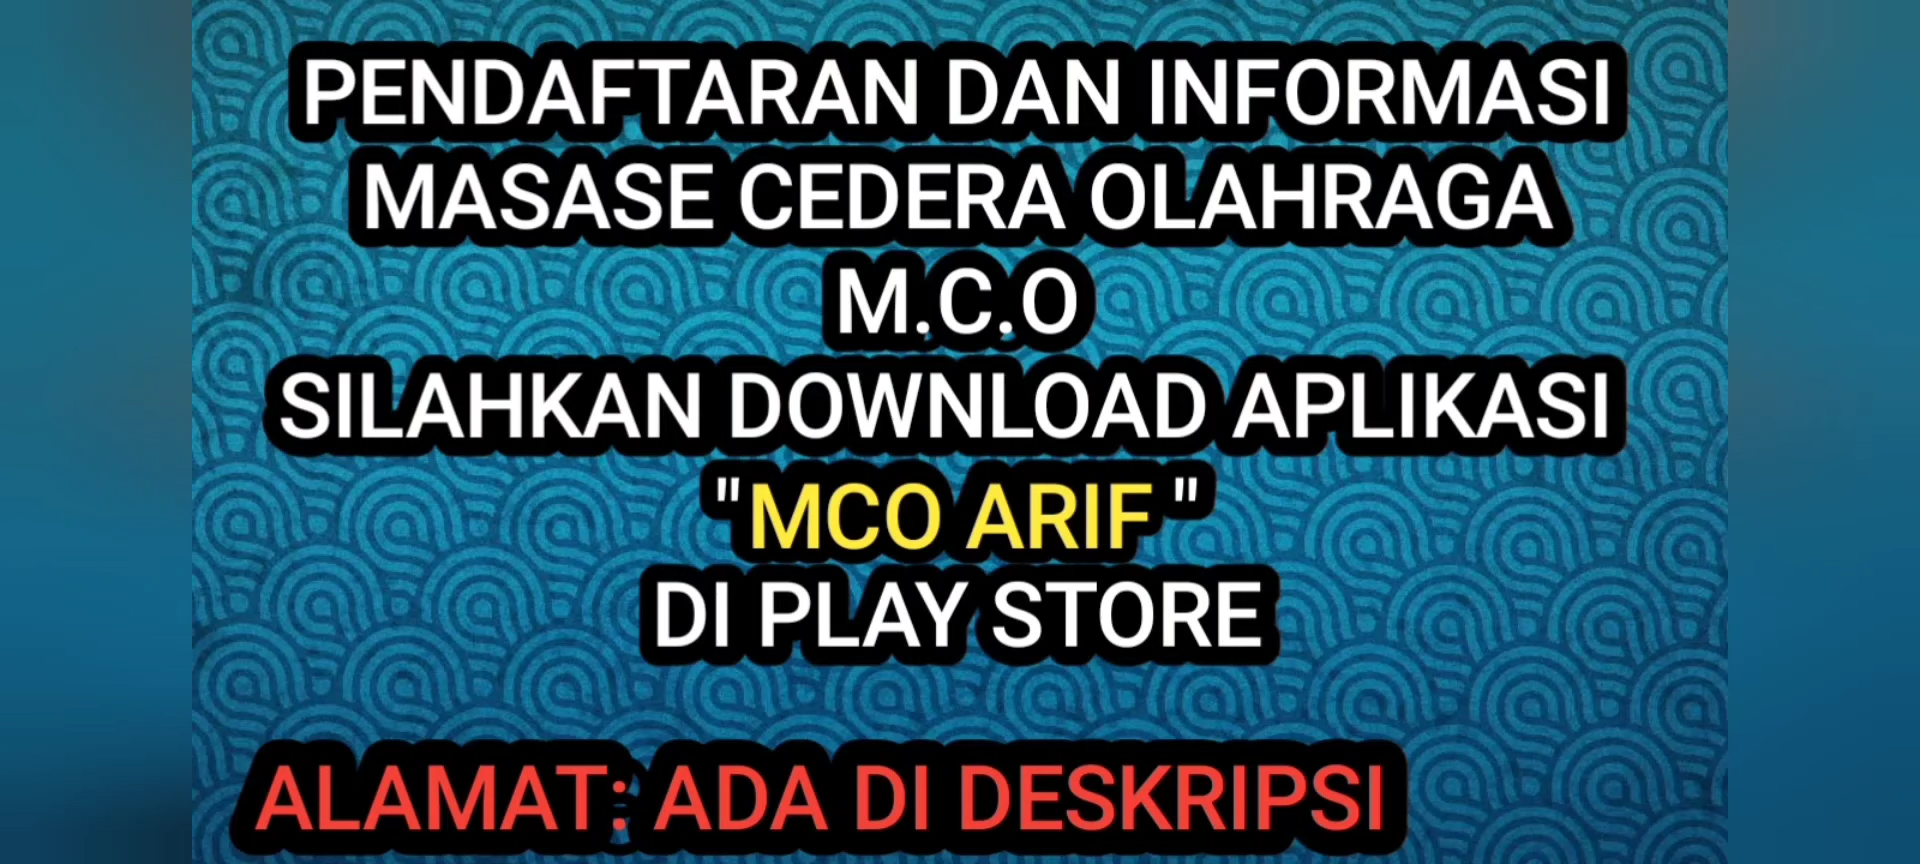 PENDAFTARAN DAN INFORMASI
MASASE CEDERA OLAHRAGA
M.C.O
SILAHKAN DOWNLOAD APLIKASI
"MCO ARIF "
DI PLAY STORE
ALAMAT: ADA DI DESKRIPSI